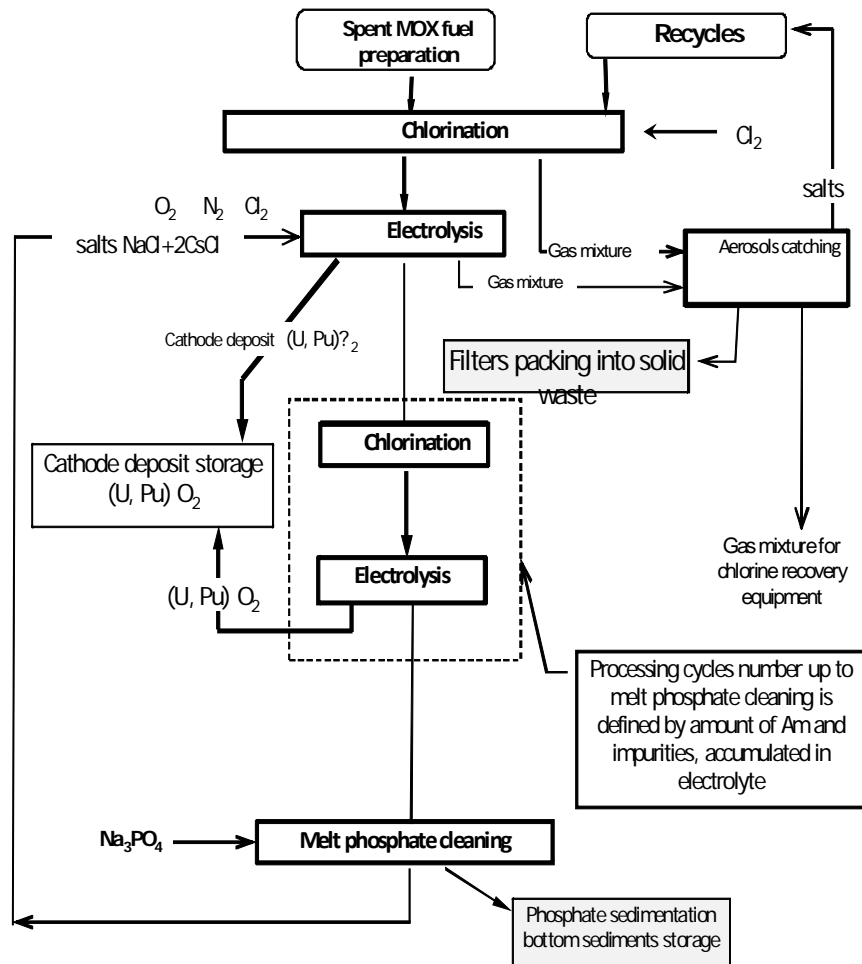 Spent MOX fuel
preparation
Recycles
Chlorination
Cl₂
salts
O₂ N₂ Cl₂
salts NaCl+2CsCl
Electrolysis
Gas mixture
Aerosols catching
Gas mixture
Cathode deposit (U, Pu)?₂
Filters packing into solid
waste
Chlorination
Cathode deposit storage
(U, Pu) O₂
Electrolysis
(U, Pu) O₂
Gas mixture for
chlorine recovery
equipment
Processing cycles number up to
melt phosphate cleaning is
defined by amount of Am and
impurities, accumulated in
electrolyte
Na₃PO₄
Melt phosphate cleaning
Phosphate sedimentation
bottom sediments storage